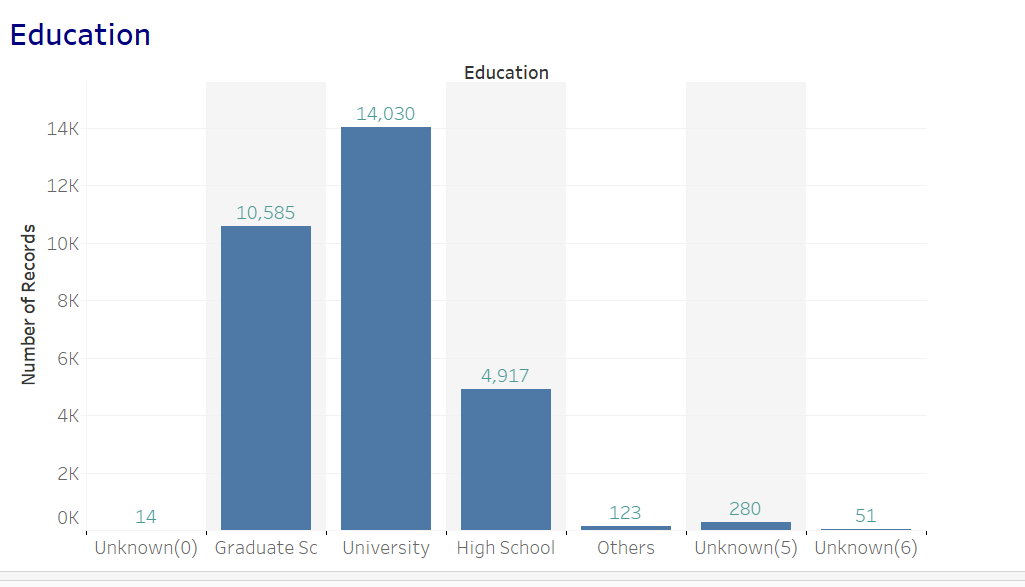 Education
Education
Number of Records
14K
12K
10K
8K
6K
4K
2K
0K
14
10,585
14,030
4,917
123
280
51
Unknown(0)
Graduate Sc
University
High School
Others
Unknown(5)
Unknown(6)